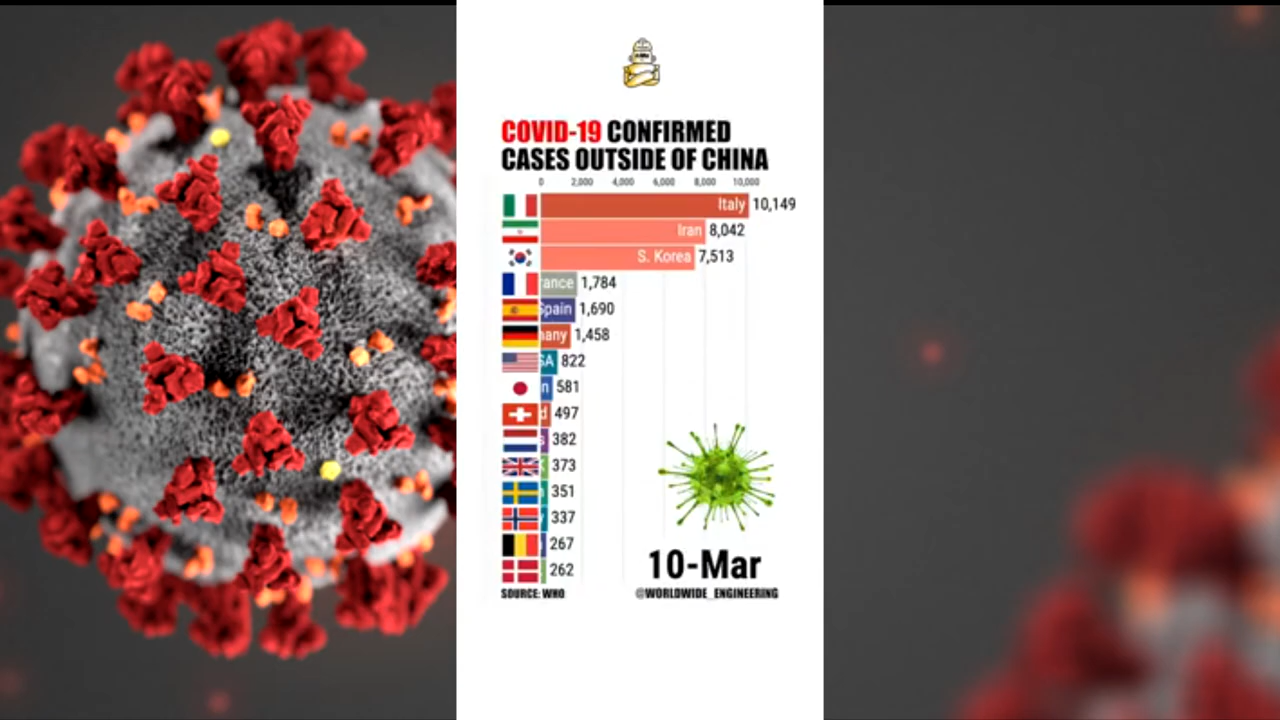 COVID-19 CONFIRMED
CASES OUTSIDE OF CHINA
0 2,000 4,000 6,000 8,000 10,000
Italy 10,149
Iran 8,042
S. Korea 7,513
rance 1,784
Spain 1,690
any 1,458
SA 822
n 581
d 497
s 382
373
351
337
267
262
10-Mar
SOURCE: WHO @WORLDWIDE_ENGINEERING